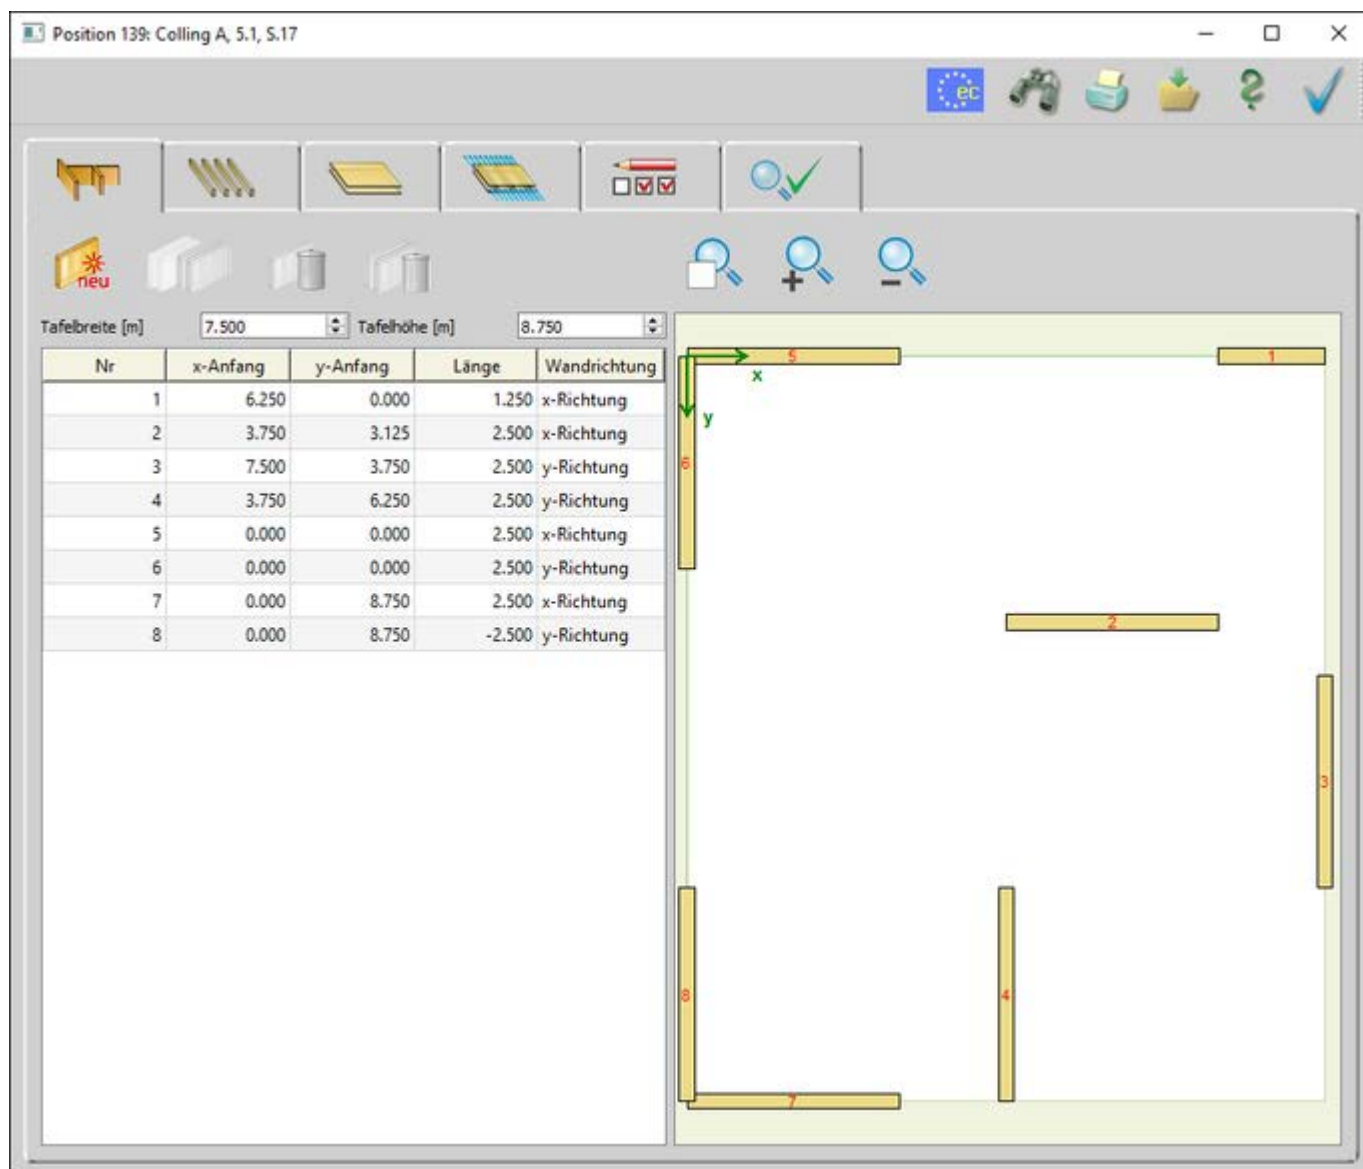 Position 139: Colling A, 5.1, S.17
ec
neu
Tafelbreite [m] 7.500 Tafelhöhe [m] 8.750
Nr x-Anfang y-Anfang Länge Wandrichtung
1 6.250 0.000 1.250 x-Richtung
2 3.750 3.125 2.500 x-Richtung
3 7.500 3.750 2.500 y-Richtung
4 3.750 6.250 2.500 y-Richtung
5 0.000 0.000 2.500 x-Richtung
6 0.000 0.000 2.500 y-Richtung
7 0.000 8.750 2.500 x-Richtung
8 0.000 8.750 -2.500 y-Richtung
5 1
x
y
6
2
3
8 4
7